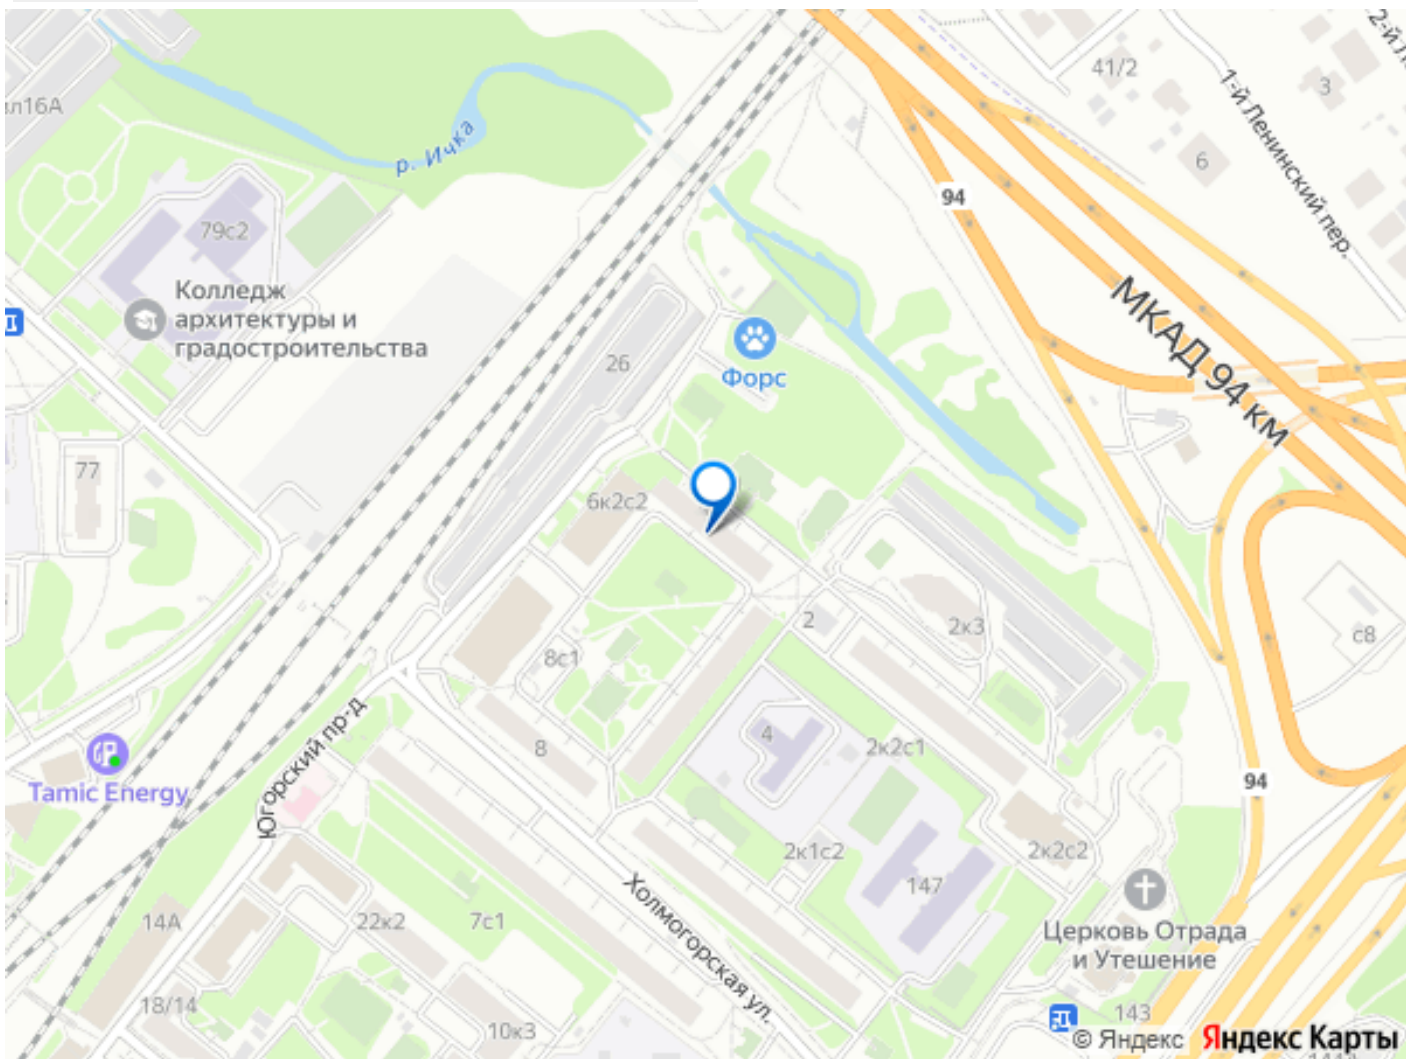 41/2
2-й Л
3
1-й Ленинский пер.
6
л16А
р. Ичка
94
79с2
МКАД 94 км
Колледж
архитектуры и
градостроительства
26
Форс
77
6к2с2
2
2к3
с8
8с1
Югорский пр-д
8
4
2к2с1
94
Tamic Energy
2к1с2
2к2с2
147
14А
22к2
7с1
Холмогорская ул.
Церковь Отрада
и Утешение
18/14
10к3
143
© Яндекс Яндекс Карты